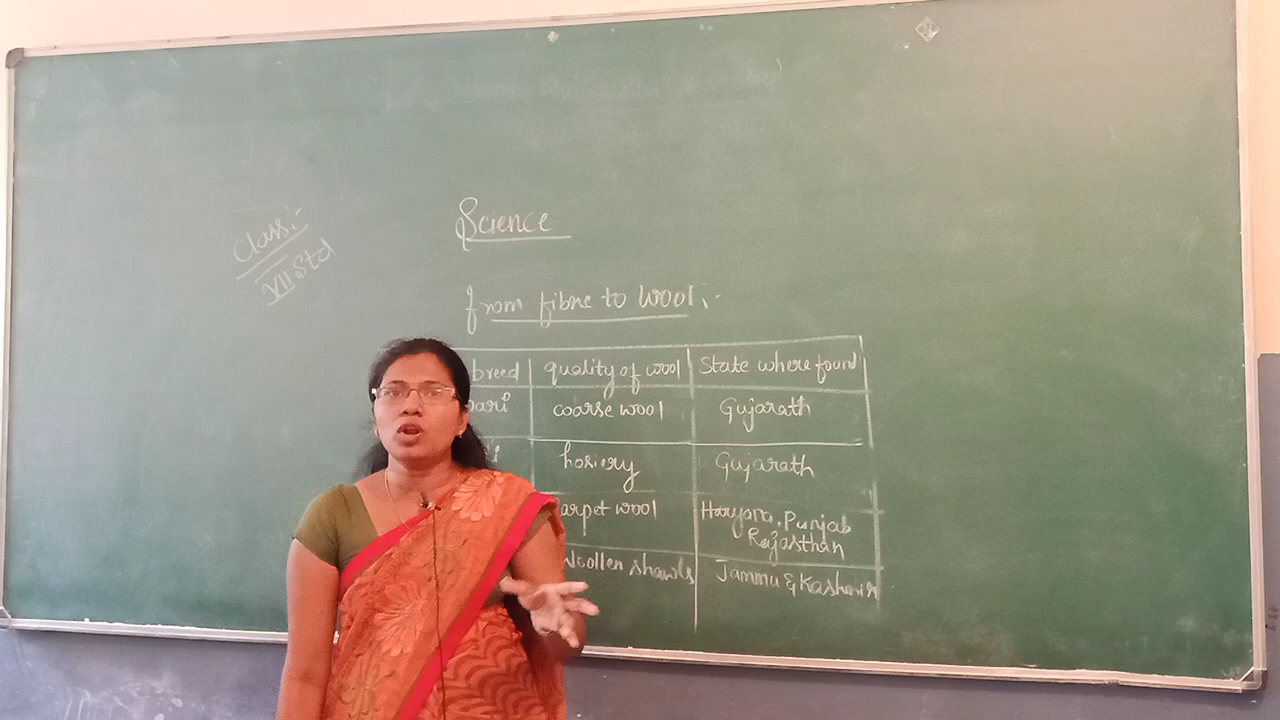 Science
Class:-
VII Std
from fibre to wool:-
breed quality of wool State where found
coarse wool Gujarath
hosiery Gujarath
arpet wool Haryana, Punjab
Rajasthan
Woollen shawls Jammu & Kashmir